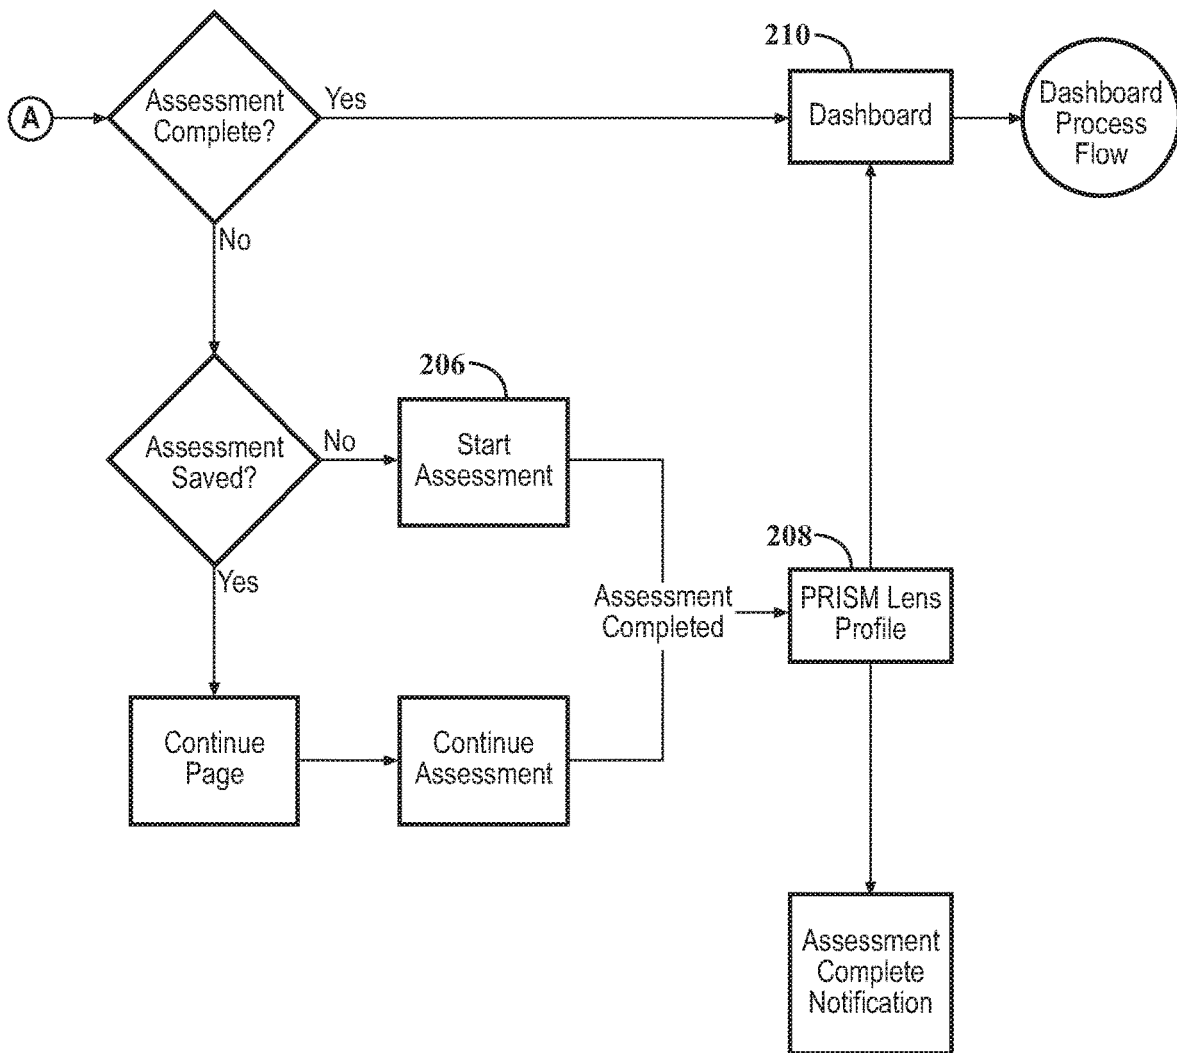 210
A
Assessment
Complete?
Yes
Dashboard
Dashboard
Process
Flow
No
206
Assessment
Saved?
No
Start
Assessment
208
Yes
Assessment
Completed
PRISM Lens
Profile
Continue
Page
Continue
Assessment
Assessment
Complete
Notification